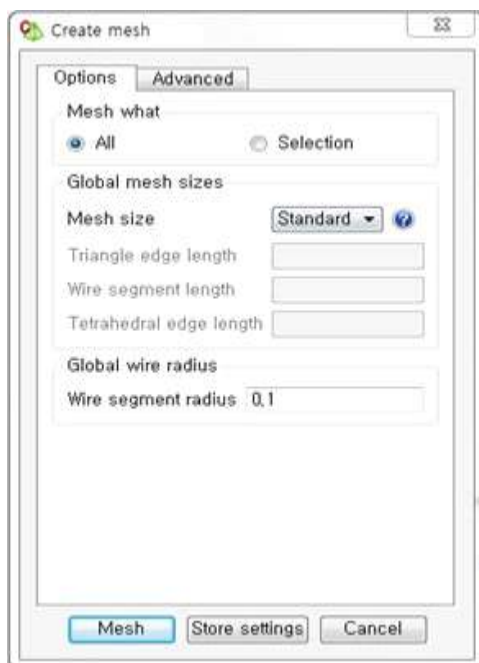 Create mesh
Options Advanced
Mesh what
All Selection
Global mesh sizes
Mesh size Standard
Triangle edge length
Wire segment length
Tetrahedral edge length
Global wire radius
Wire segment radius 0,1
Mesh Store settings Cancel